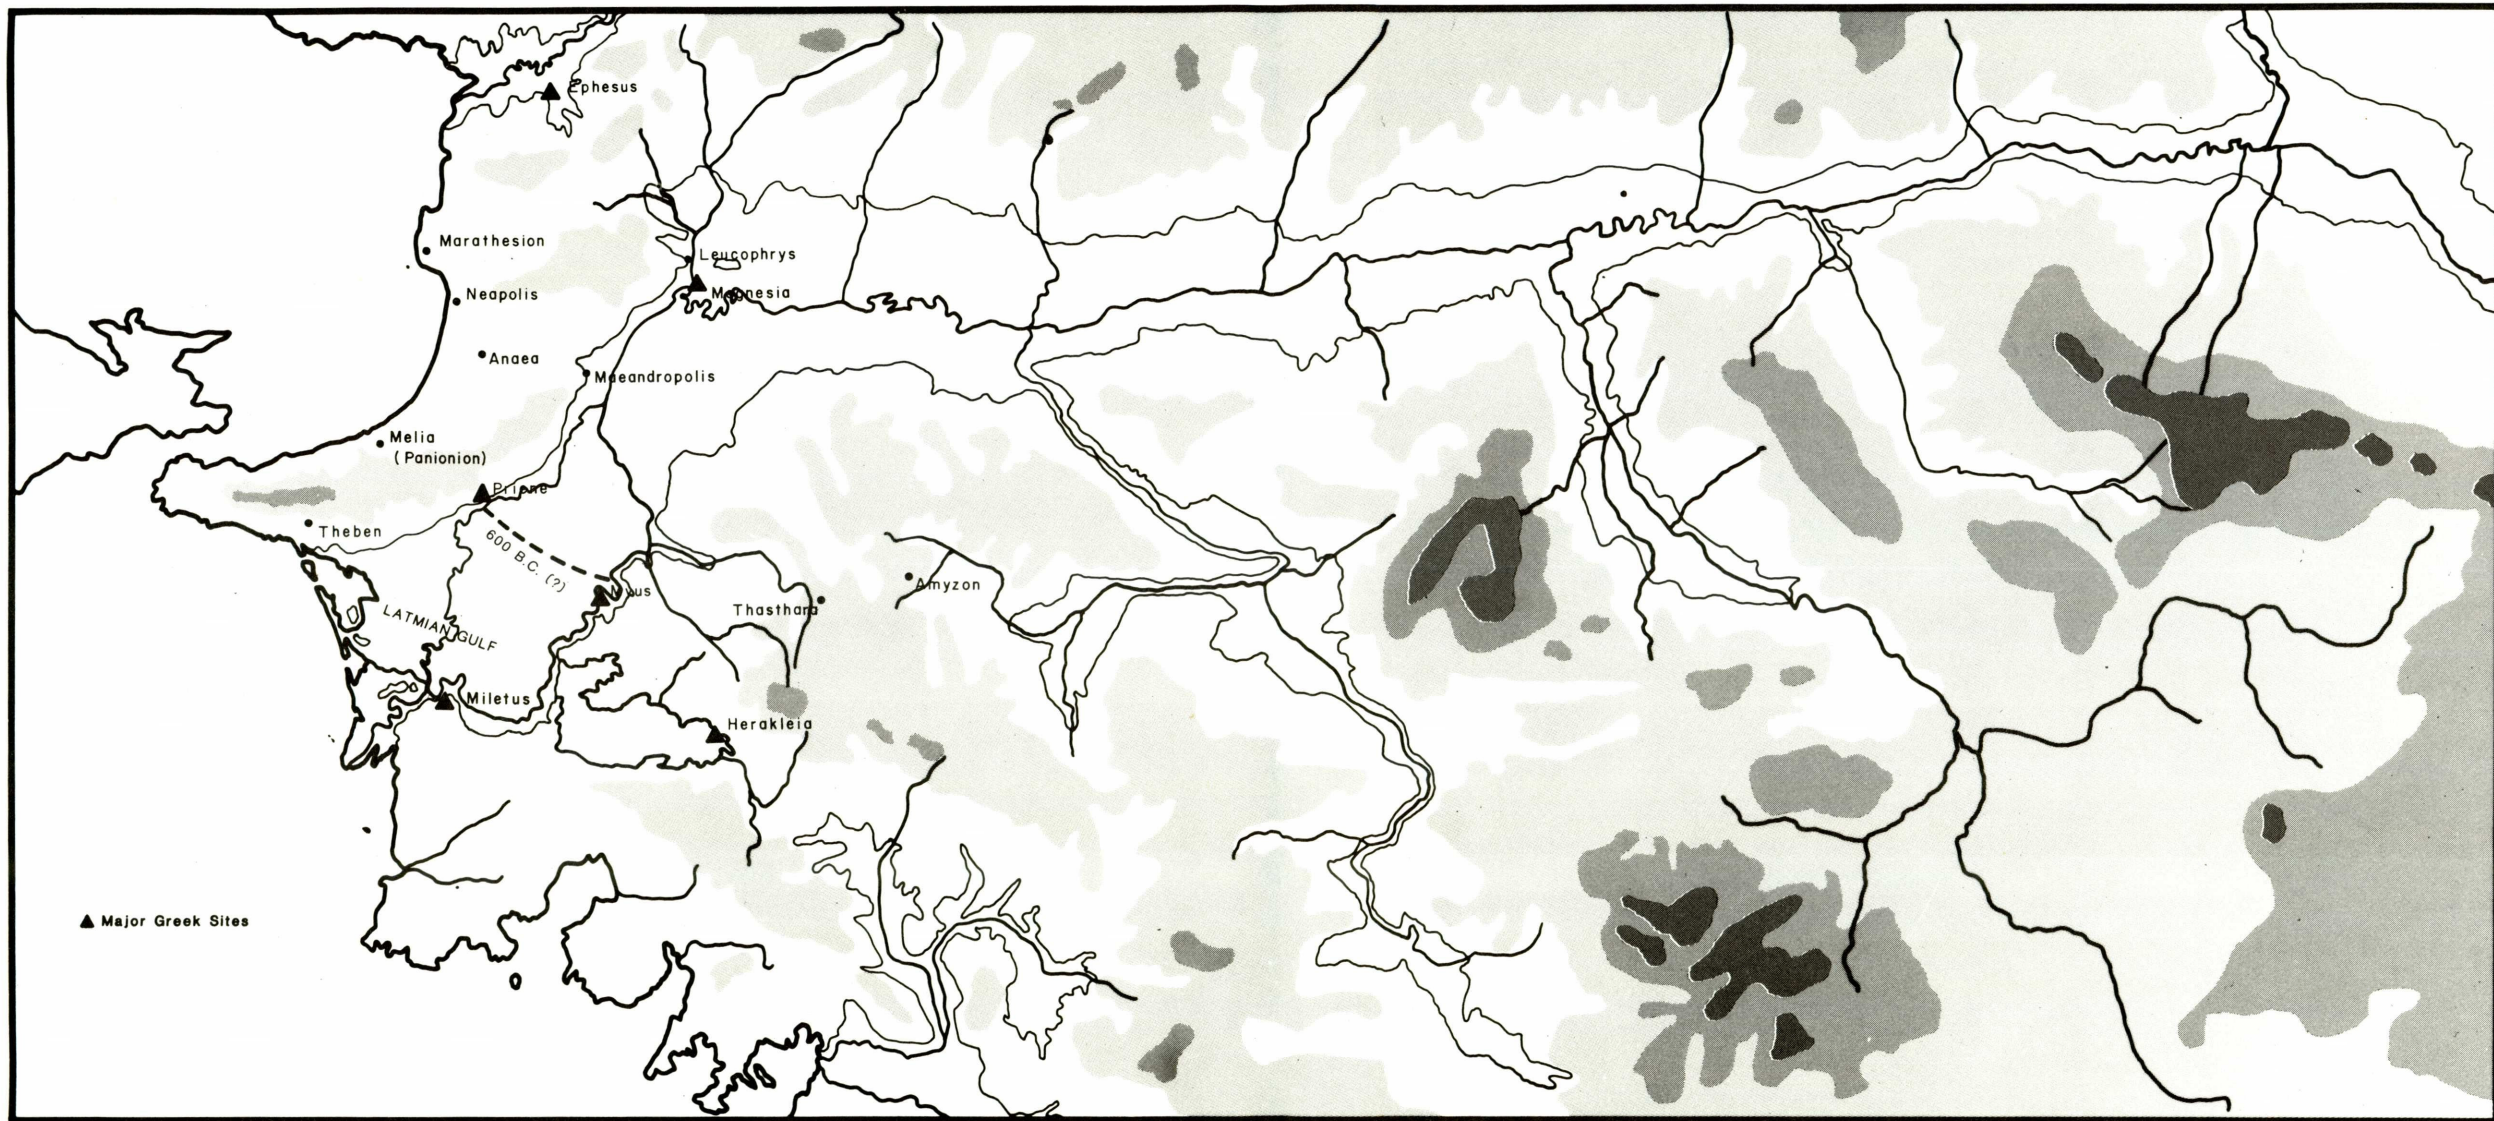 Ephesus
Marathesion
Leucophrys
Magnesia
Neapolis
Anaea
Maeandropolis
Melia
(Panionion)
Priene
Theben
600 B.C. (?)
Myus
Amyzon
Thasthara
LATMIAN GULF
Miletus
Herakleia
▲ Major Greek Sites